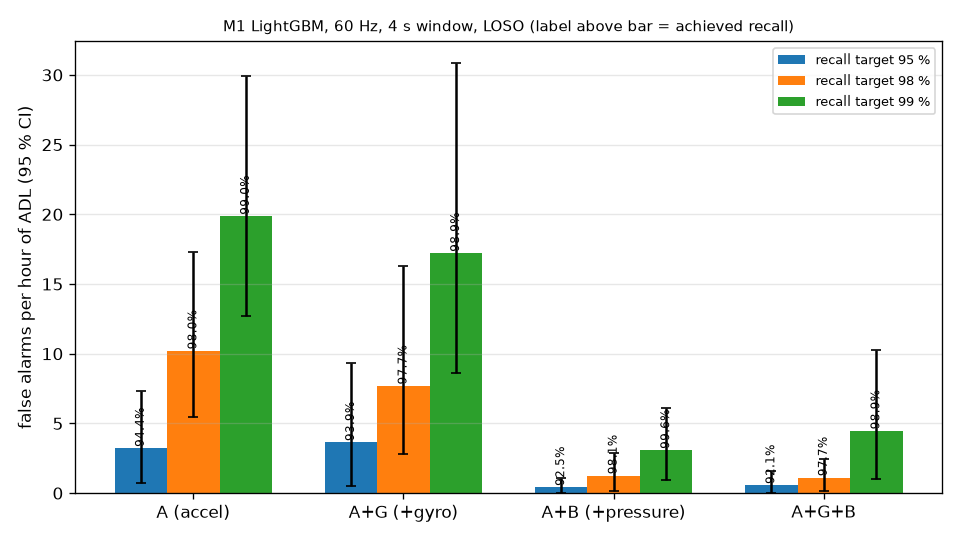 M1 LightGBM, 60 Hz, 4 s window, LOSO (label above bar = achieved recall)
false alarms per hour of ADL (95 % CI)
30
25
20
15
10
5
0
recall target 95 %
recall target 98 %
recall target 99 %
94.4%
98.0%
99.0%
93.9%
97.7%
98.9%
92.5%
98.1%
99.6%
97.7%
98.9%
A (accel)
A+G (+gyro)
A+B (+pressure)
A+G+B